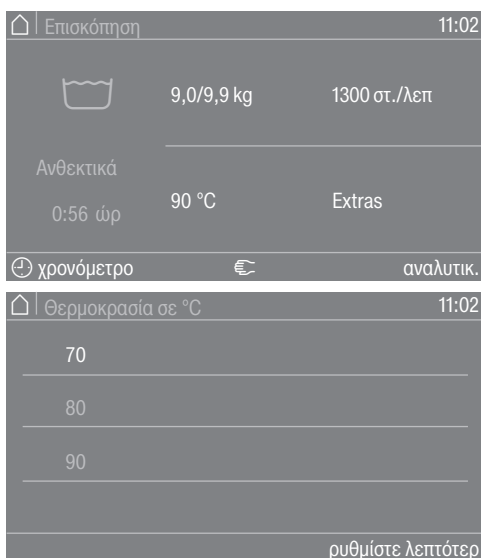 Επισκόπηση 11:02
9,0/9,9 kg 1300 στ./λεπ
Ανθεκτικά
0:56 ώρ
90 °C Extras
χρονόμετρο αναλυτικ.
Θερμοκρασία σε °C 11:02
70
80
90
ρυθμίστε λεπτότερ